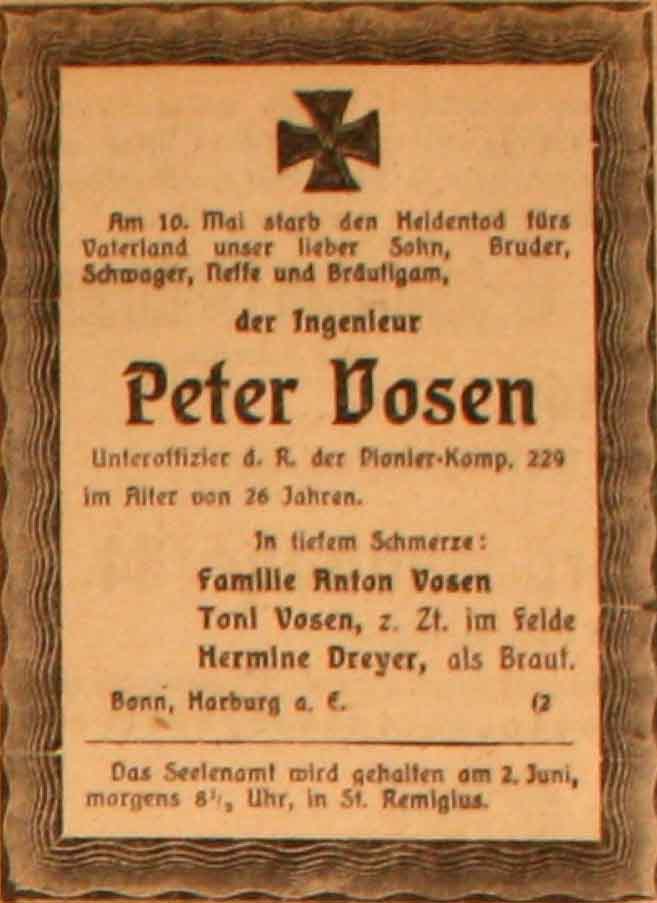 Am 10. Mai starb den Heldentod fürs
Vaterland unser lieber Sohn, Bruder,
Schwager, Neffe und Bräutigam,
der Ingenieur
Peter Vosen
Unteroffizier d. R. der Pionier-Komp. 229
im Alter von 26 Jahren.
In tiefem Schmerze:
Familie Anton Vosen
Toni Vosen, z. Zt. im Felde
Hermine Dreyer, als Braut.
Bonn, Harburg a. E. (2
Das Seelenamt wird gehalten am 2. Juni,
morgens 8½ Uhr, in St. Remigius.